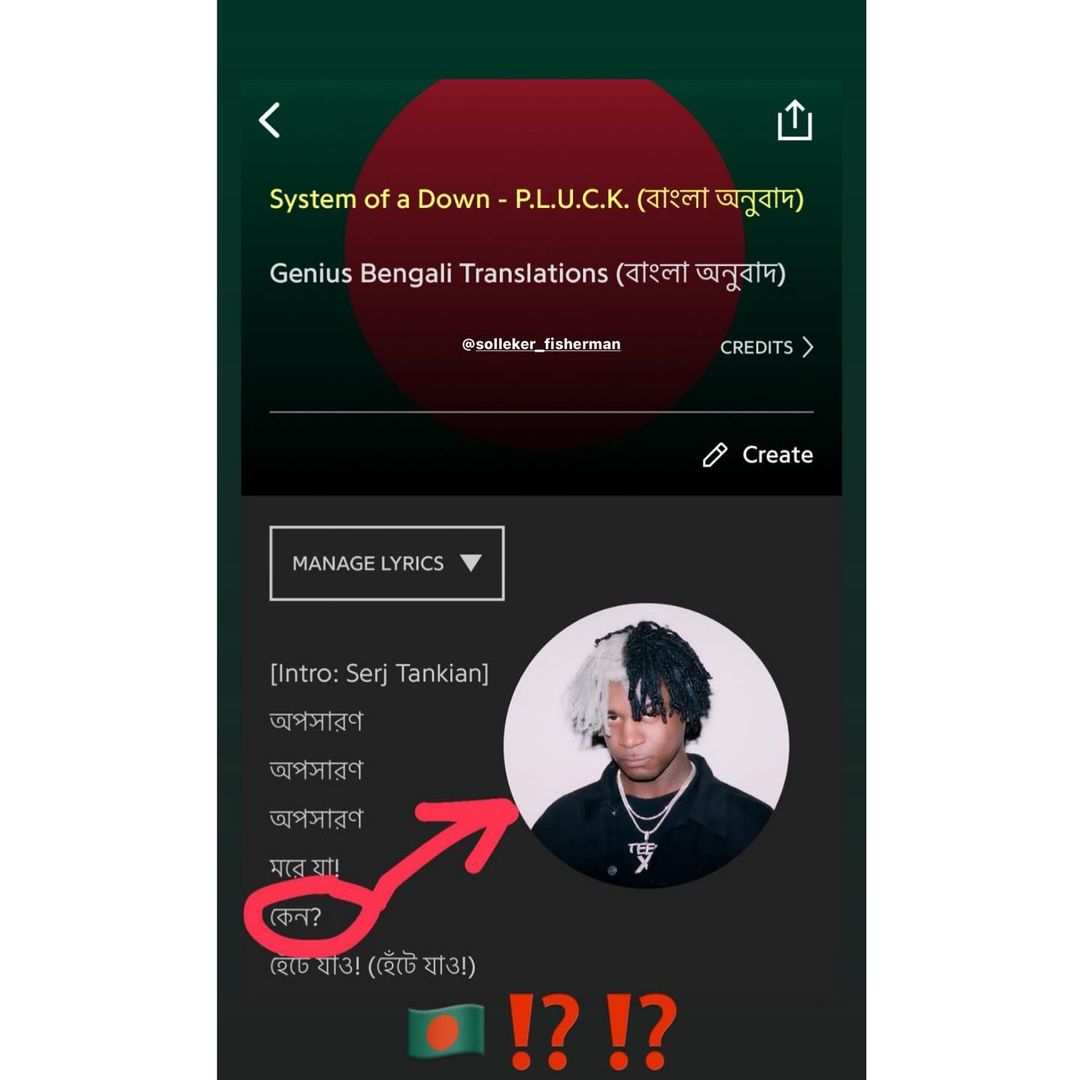 System of a Down - P.L.U.C.K. (বাংলা অনুবাদ)
Genius Bengali Translations (বাংলা অনুবাদ)
@solleker_fisherman
CREDITS
Create
MANAGE LYRICS
[Intro: Serj Tankian]
অপসারণ
অপসারণ
অপসারণ
মরে যা!
কেন?
হেঁটে যাও! (হেঁটে যাও!)
TEE
X
🇧🇩⁉️⁉️